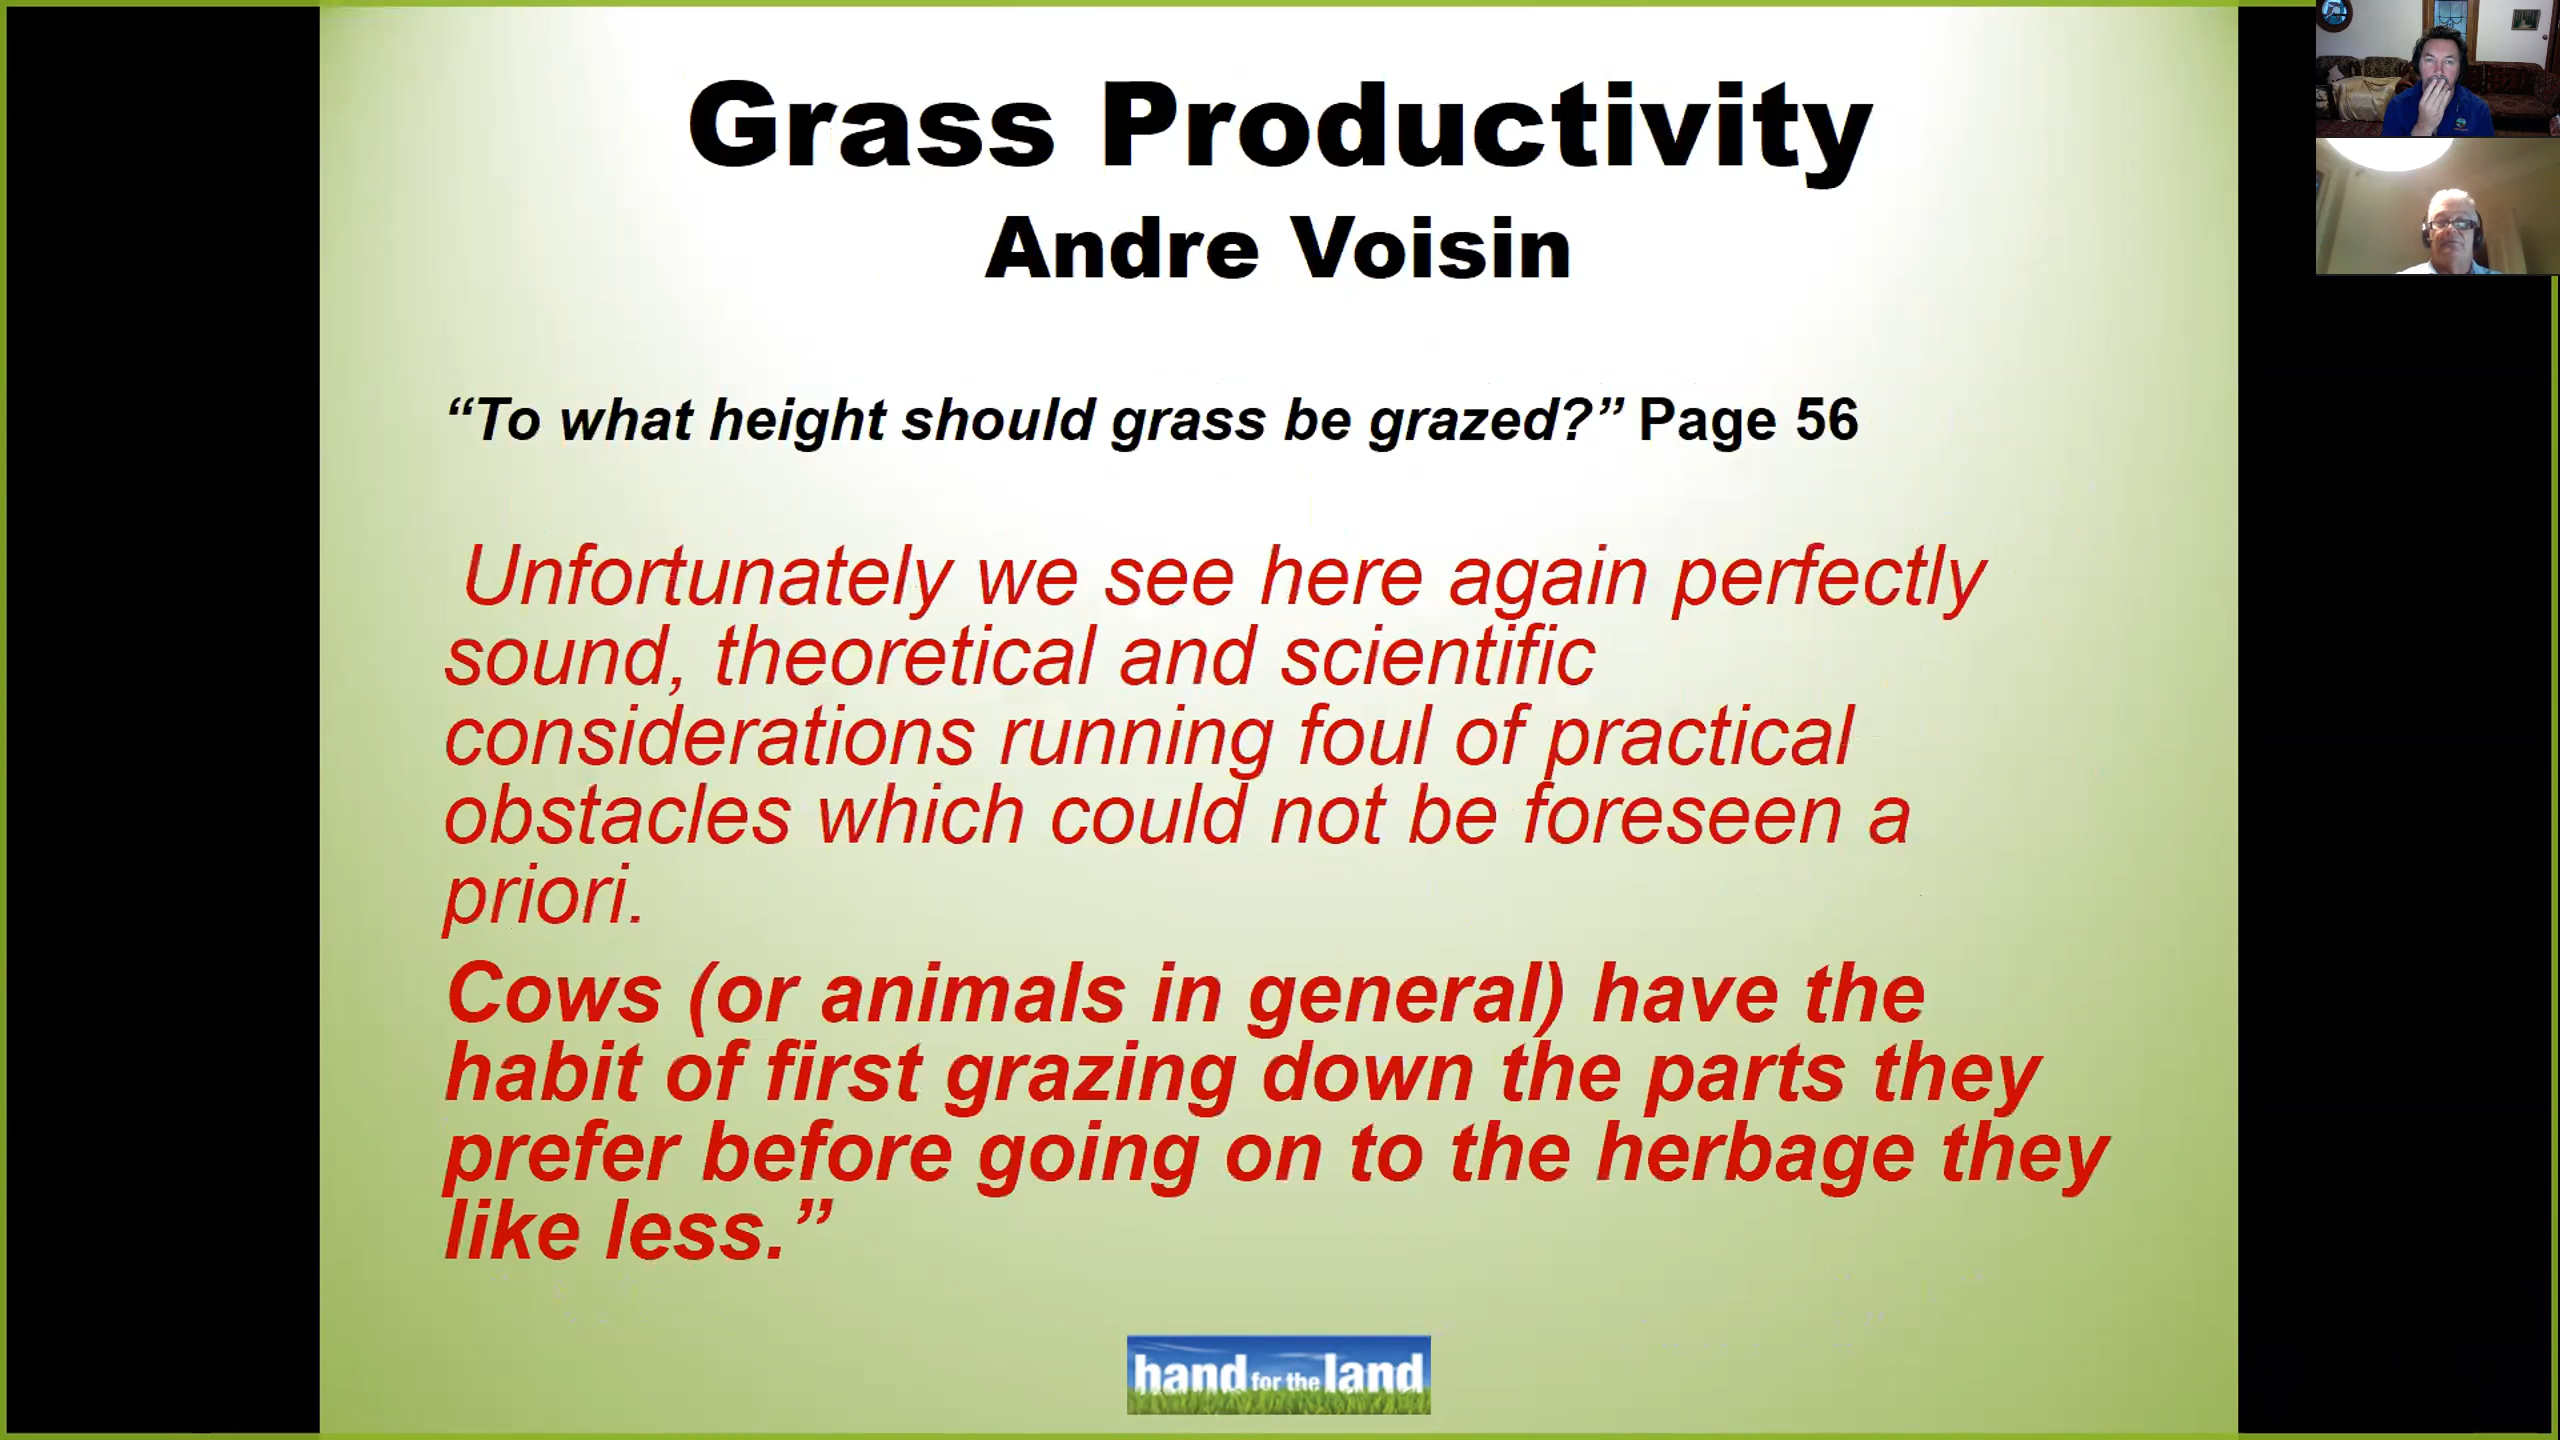 Grass Productivity
Andre Voisin
“To what height should grass be grazed?” Page 56
Unfortunately we see here again perfectly
sound, theoretical and scientific
considerations running foul of practical
obstacles which could not be foreseen a
priori.
Cows (or animals in general) have the
habit of first grazing down the parts they
prefer before going on to the herbage they
like less.”
hand for the land